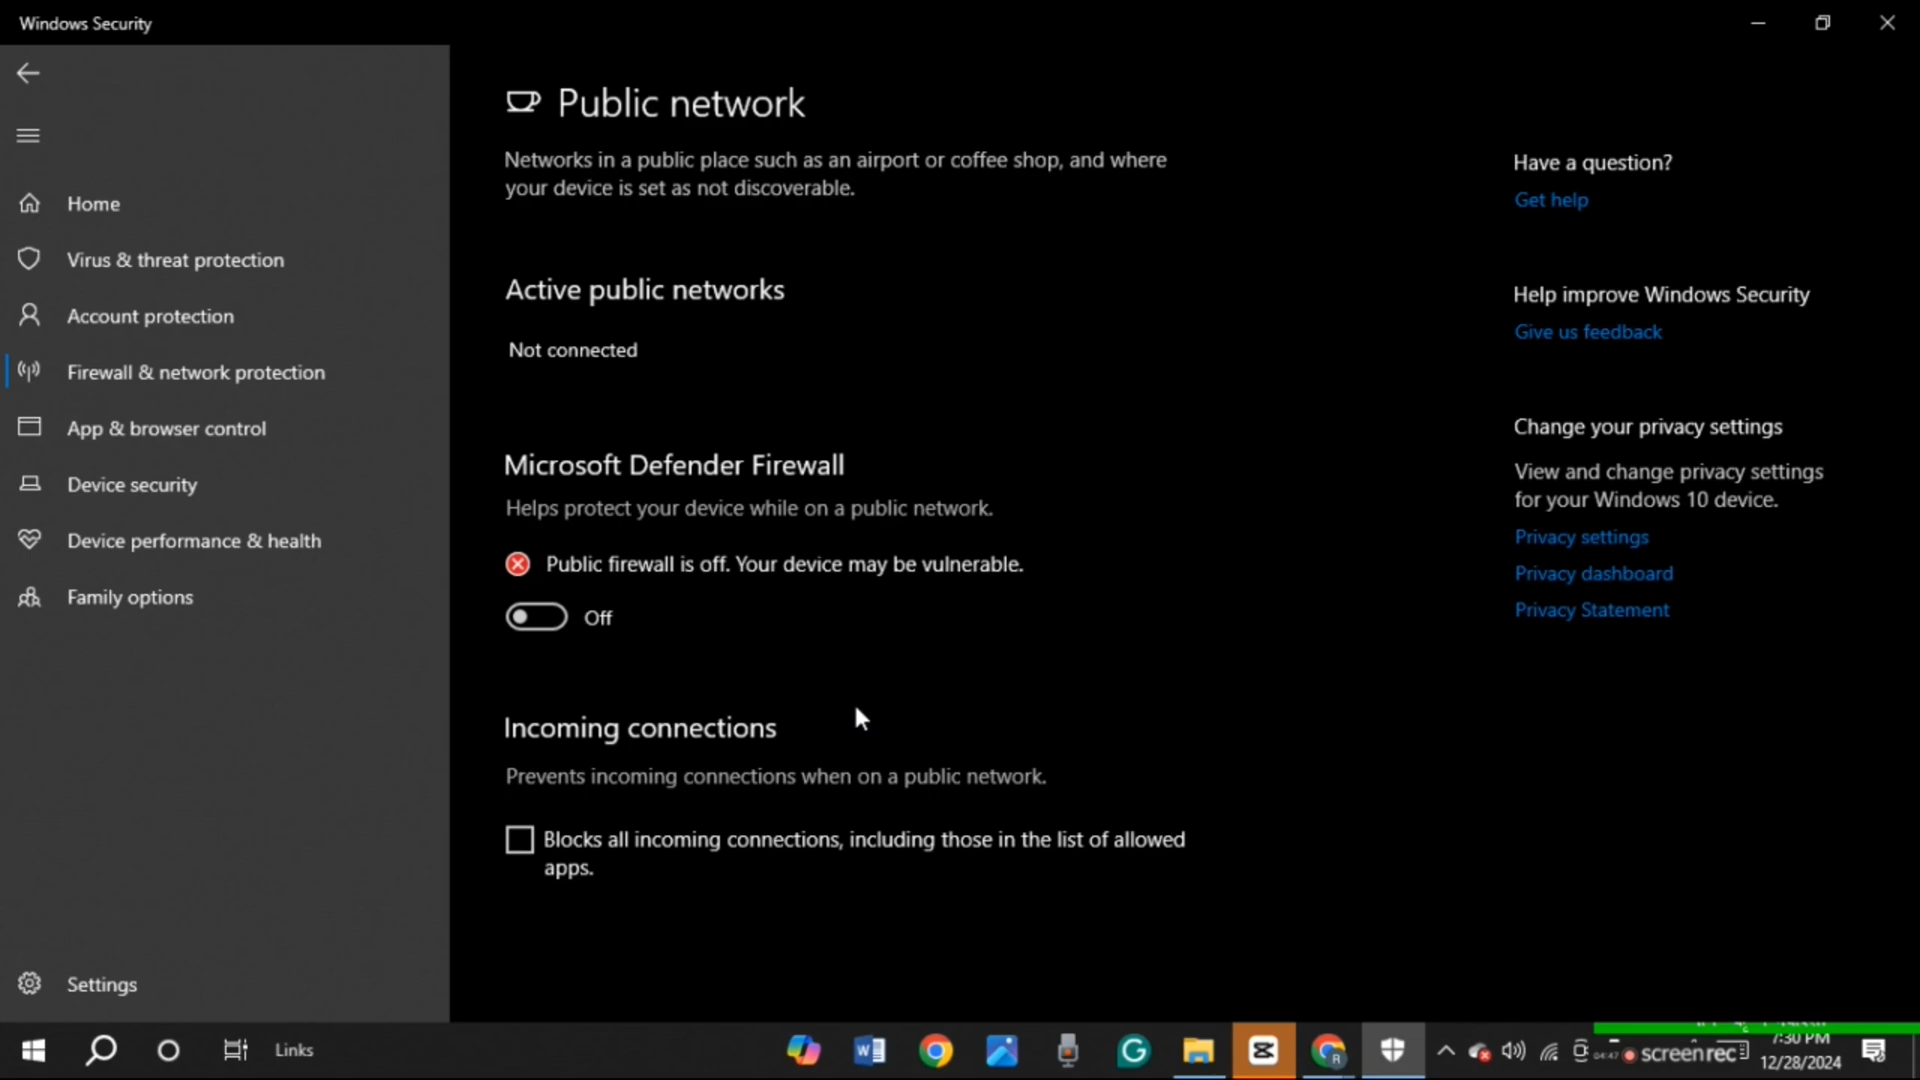 Windows Security
Home
Virus & threat protection
Account protection
Firewall & network protection
App & browser control
Device security
Device performance & health
Family options
Settings
Public network
Networks in a public place such as an airport or coffee shop, and where
your device is set as not discoverable.
Active public networks
Not connected
Microsoft Defender Firewall
Helps protect your device while on a public network.
Public firewall is off. Your device may be vulnerable.
Off
Incoming connections
Prevents incoming connections when on a public network.
Blocks all incoming connections, including those in the list of allowed
apps.
Have a question?
Get help
Help improve Windows Security
Give us feedback
Change your privacy settings
View and change privacy settings
for your Windows 10 device.
Privacy settings
Privacy dashboard
Privacy Statement
Links
04:47
screenrec
7:30 PM
12/28/2024